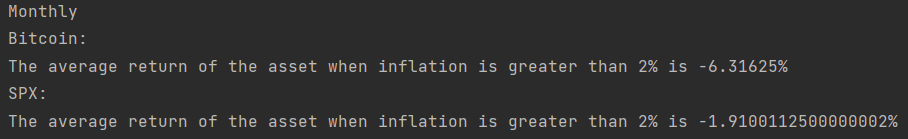 Monthly
Bitcoin:
The average return of the asset when inflation is greater than 2% is -6.31625%
SPX:
The average return of the asset when inflation is greater than 2% is -1.9100112500000002%